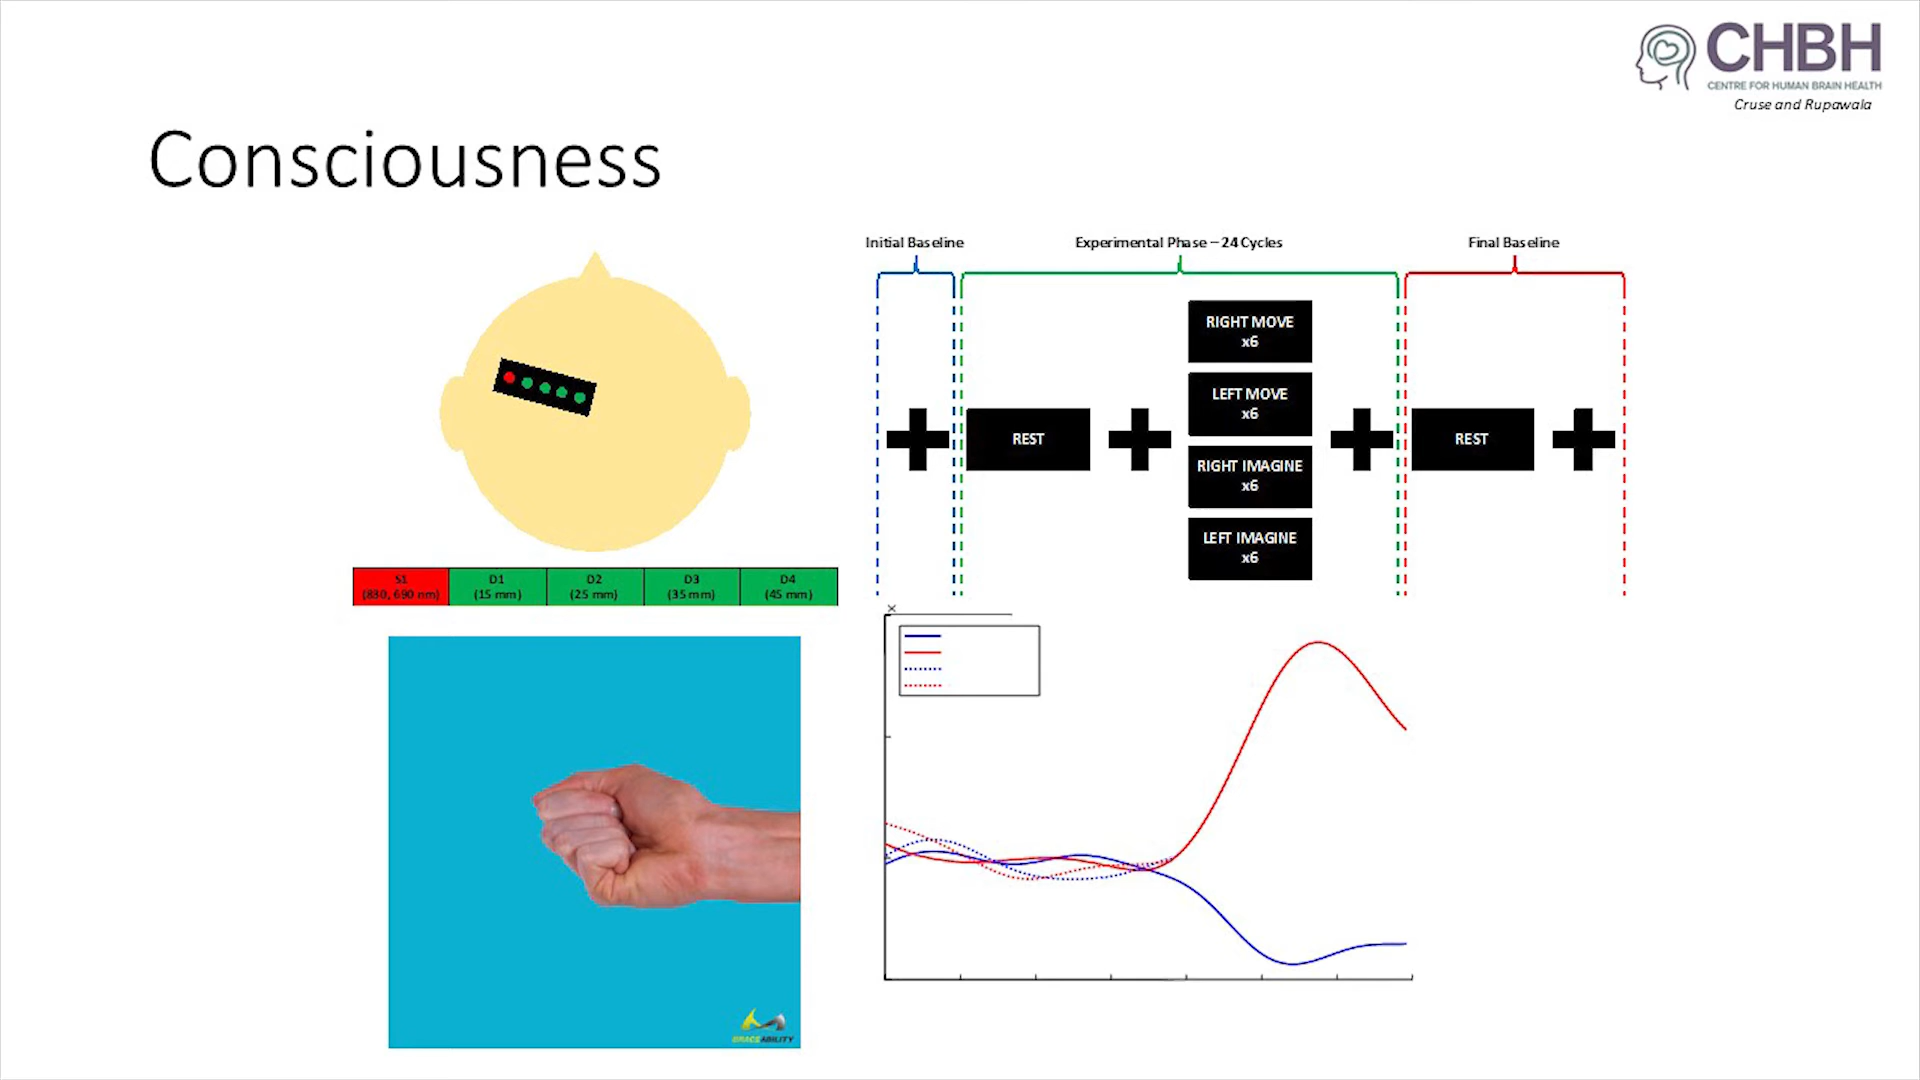 CHBH
CENTRE FOR HUMAN BRAIN HEALTH
Cruse and Rupawala
Consciousness
Initial Baseline
Experimental Phase – 24 Cycles
Final Baseline
RIGHT MOVE
x6
LEFT MOVE
x6
REST
REST
RIGHT IMAGINE
x6
LEFT IMAGINE
x6
S1
(830, 690 nm)
D1
(15 mm)
D2
(25 mm)
D3
(35 mm)
D4
(45 mm)
BRACEABILITY